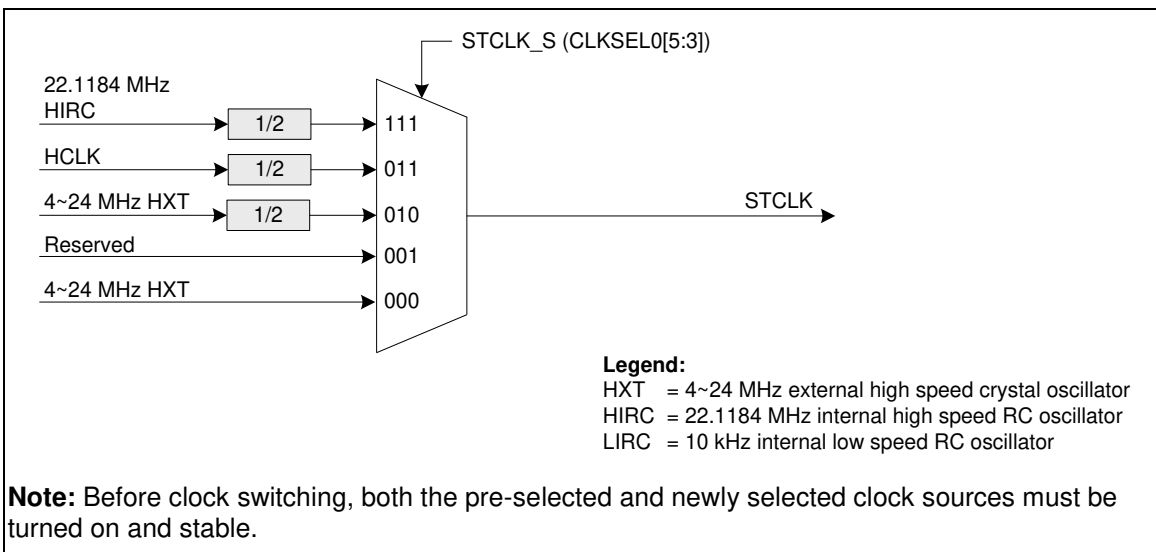 STCLK_S (CLKSEL0[5:3])
22.1184 MHz
HIRC
1/2
111
HCLK
1/2
011
4~24 MHz HXT
1/2
010
STCLK
Reserved
001
4~24 MHz HXT
000
Legend:
HXT = 4~24 MHz external high speed crystal oscillator
HIRC = 22.1184 MHz internal high speed RC oscillator
LIRC = 10 kHz internal low speed RC oscillator
Note: Before clock switching, both the pre-selected and newly selected clock sources must be
turned on and stable.